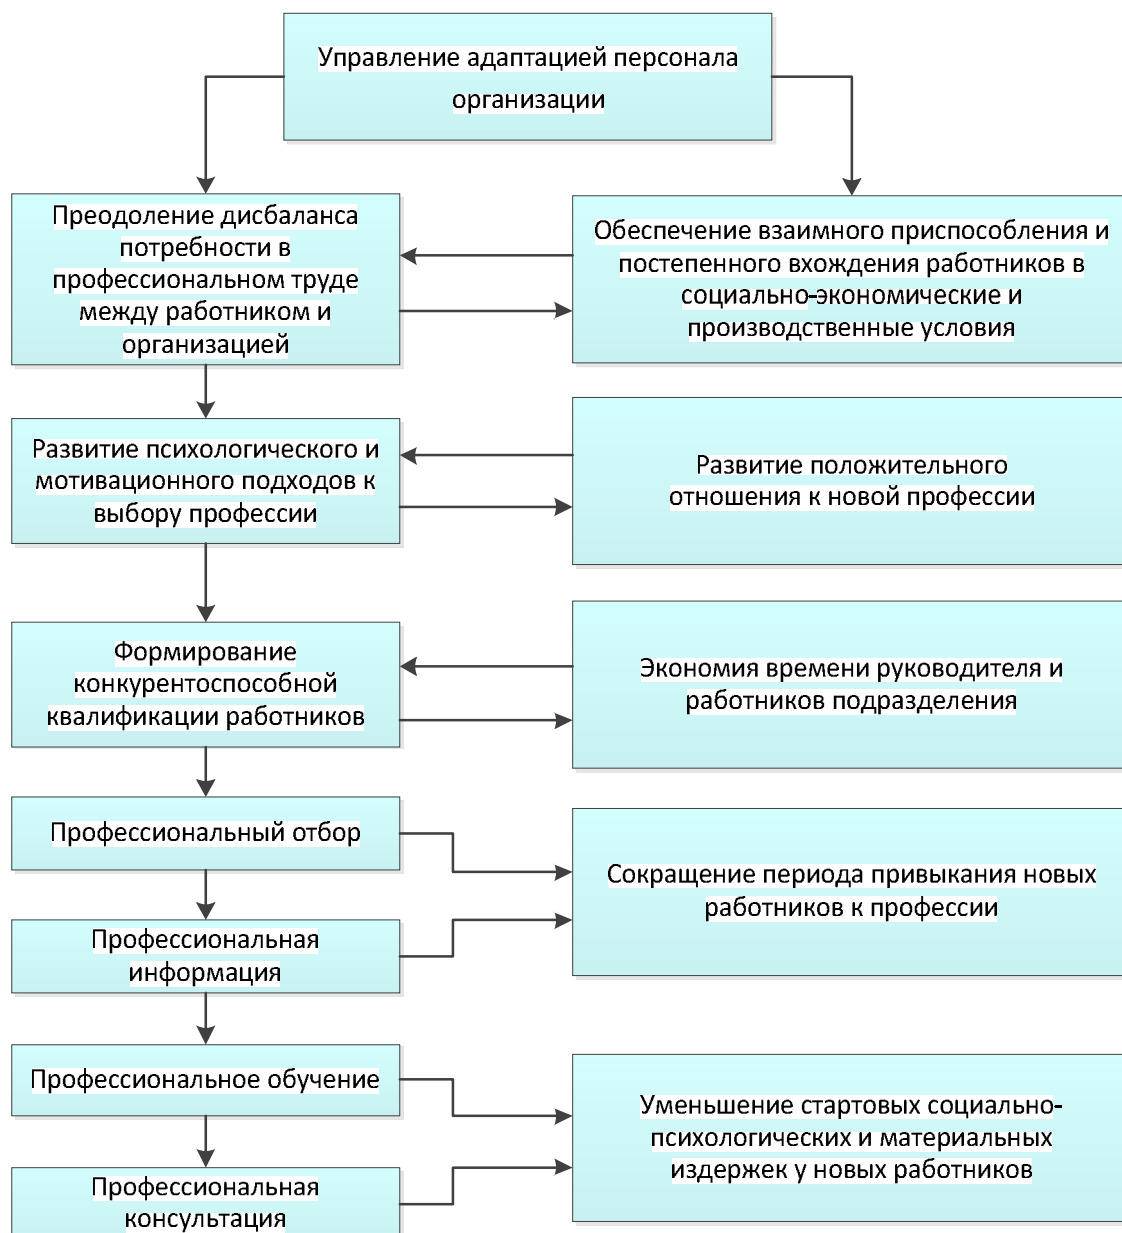 Управление адаптацией персонала
организации
Преодоление дисбаланса
потребности в
профессиональном труде
между работником и
организацией
Обеспечение взаимного приспособления и
постепенного вхождения работников в
социально-экономические и
производственные условия
Развитие психологического и
мотивационного подходов к
выбору профессии
Развитие положительного
отношения к новой профессии
Формирование
конкурентоспособной
квалификации работников
Экономия времени руководителя и
работников подразделения
Профессиональный отбор
Сокращение периода привыкания новых
работников к профессии
Профессиональная
информация
Профессиональное обучение
Уменьшение стартовых социально-
психологических и материальных
издержек у новых работников
Профессиональная
консультация